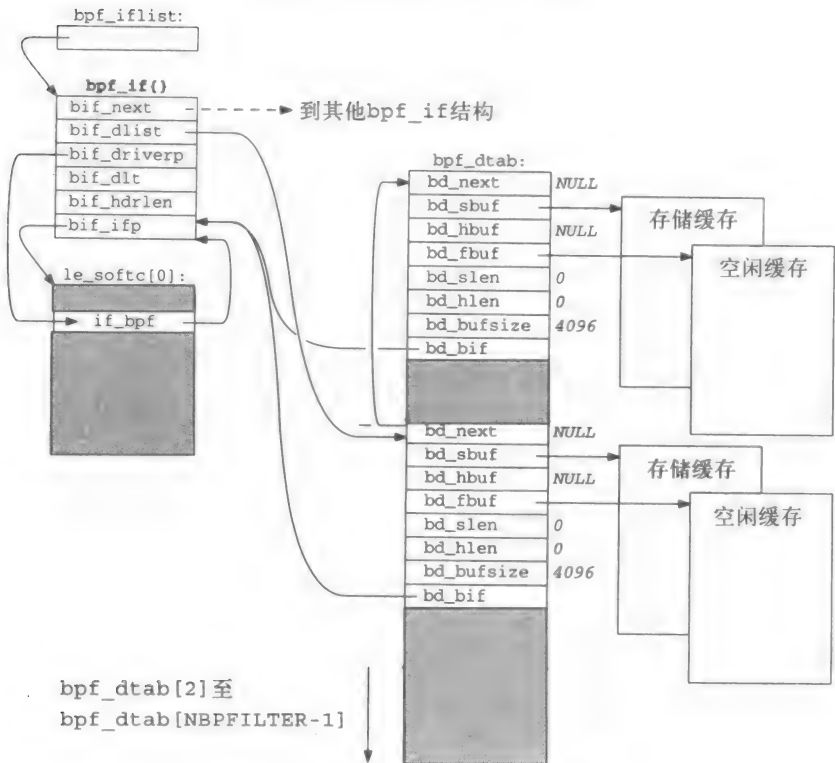 bpf_iflist:
bpf_if{}
bif_next
到其他bpf_if结构
bif_dlist
bif_driverp
bif_dlt
bif_hdrlen
bif_ifp
le_softc[0]:
if_bpf
bpf_dtab:
bd_next NULL
bd_sbuf
bd_hbuf NULL
bd_fbuf
bd_slen 0
bd_hlen 0
bd_bufsize 4096
bd_bif
存储缓存
空闲缓存
bd_next NULL
bd_sbuf
bd_hbuf NULL
bd_fbuf
bd_slen 0
bd_hlen 0
bd_bufsize 4096
bd_bif
存储缓存
空闲缓存
bpf_dtab[2]至
bpf_dtab[NBPFILTER-1]